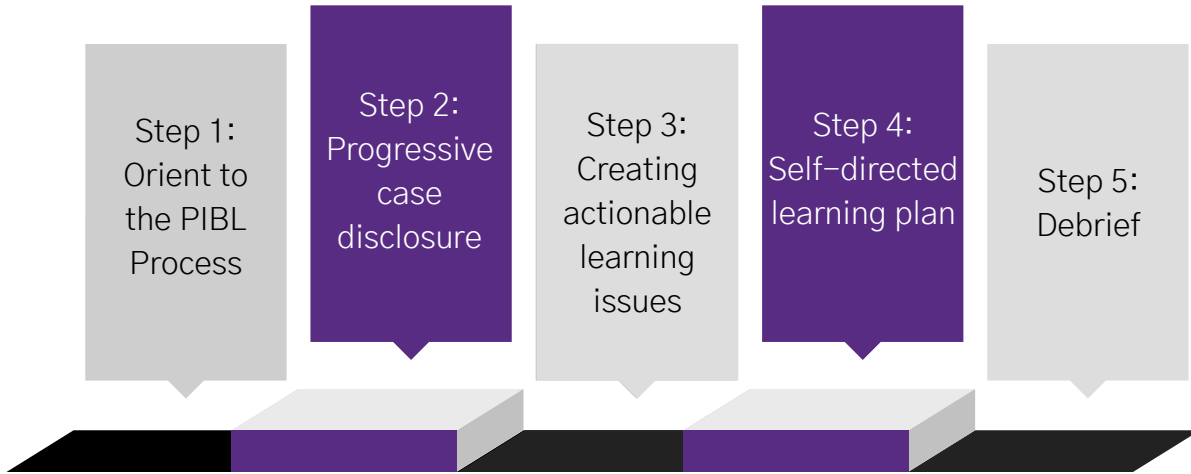 Step 1:
Orient to
the PIBL
Process
Step 2:
Progressive
case
disclosure
Step 3:
Creating
actionable
learning
issues
Step 4:
Self-directed
learning plan
Step 5:
Debrief